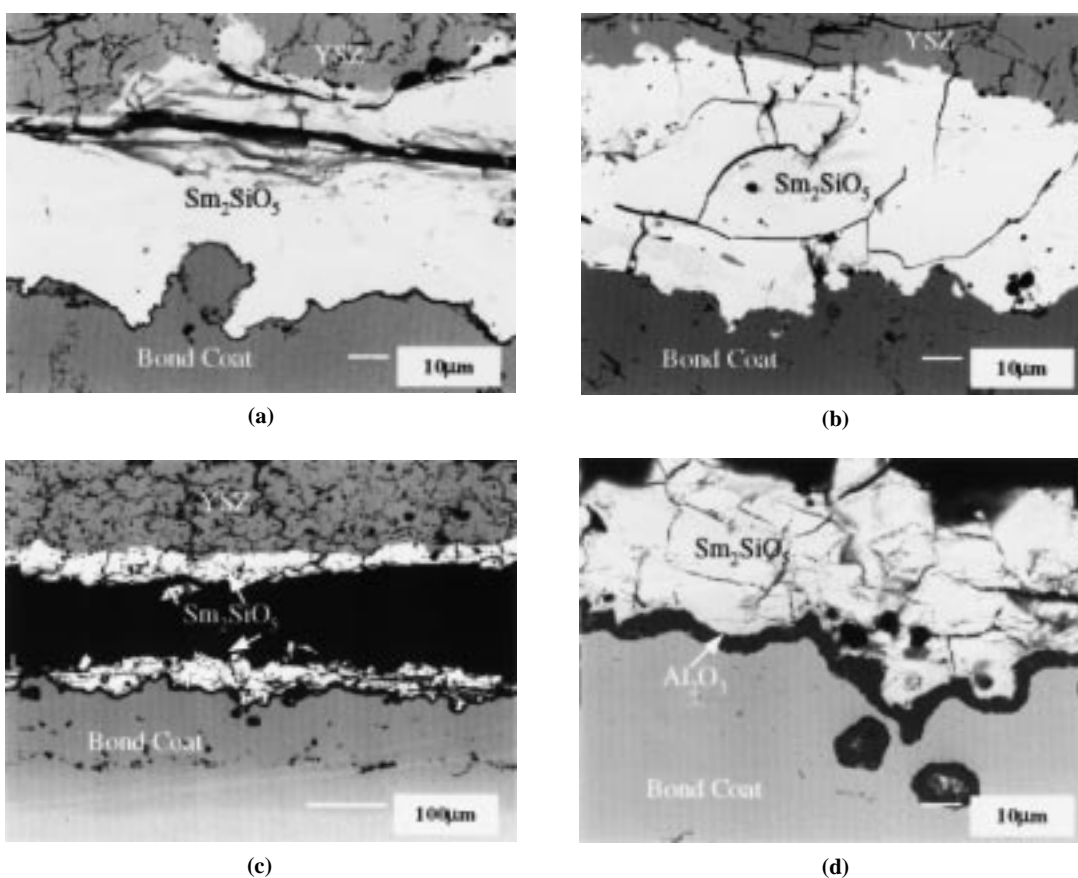 YSZ
Sm₂SiO₅
Bond Coat
10µm
(a)
YSZ
Sm₂SiO₅
Bond Coat
10µm
(b)
YSZ
Sm₂SiO₅
Bond Coat
100µm
(c)
Sm₂SiO₅
Al₂O₃
Bond Coat
10µm
(d)